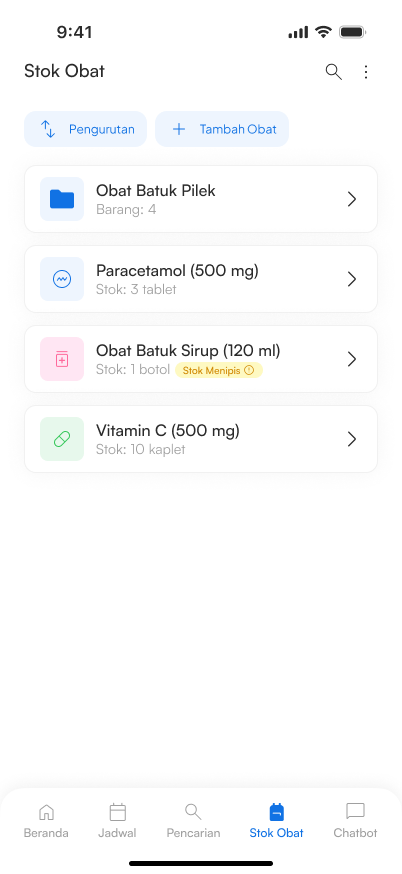 9:41
Stok Obat
Pengurutan
Tambah Obat
Obat Batuk Pilek
Barang: 4
Paracetamol (500 mg)
Stok: 3 tablet
Obat Batuk Sirup (120 ml)
Stok: 1 botol Stok Menipis
Vitamin C (500 mg)
Stok: 10 kaplet
Beranda
Jadwal
Pencarian
Stok Obat
Chatbot